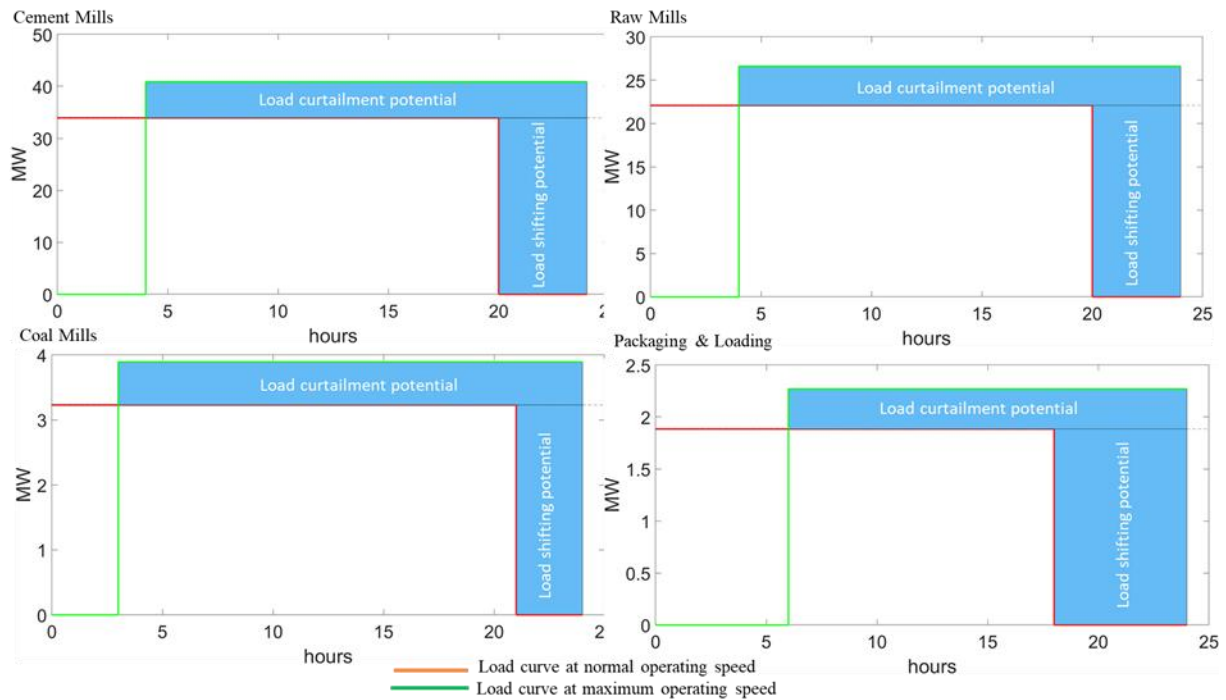 Cement Mills
50
40
30
20
10
0
MW
Load curtailment potential
Load shifting potential
0 5 10 15 20 2
hours
Raw Mills
30
25
20
15
10
5
0
MW
Load curtailment potential
Load shifting potential
0 5 10 15 20 25
hours
Coal Mills
4
3
2
1
0
MW
Load curtailment potential
Load shifting potential
0 5 10 15 20 2
hours
Packaging & Loading
2.5
2
1.5
1
0.5
0
MW
Load curtailment potential
Load shifting potential
0 5 10 15 20 25
hours
Load curve at normal operating speed
Load curve at maximum operating speed